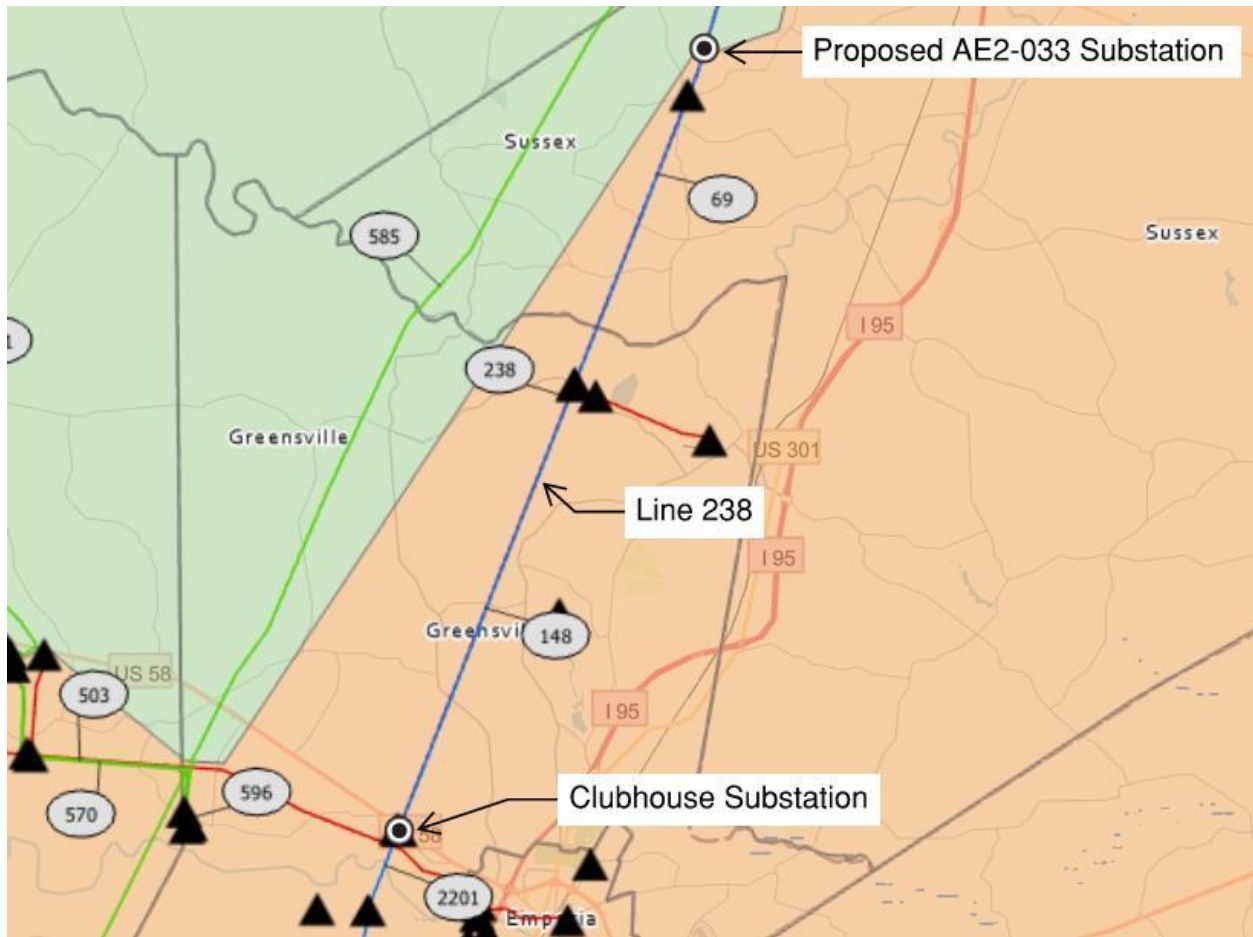 Proposed AE2-033 Substation
Sussex
69
585
Sussex
I 95
238
Greensville
US 301
Line 238
I 95
148
US 58
503
I 95
596
Clubhouse Substation
570
58
2201